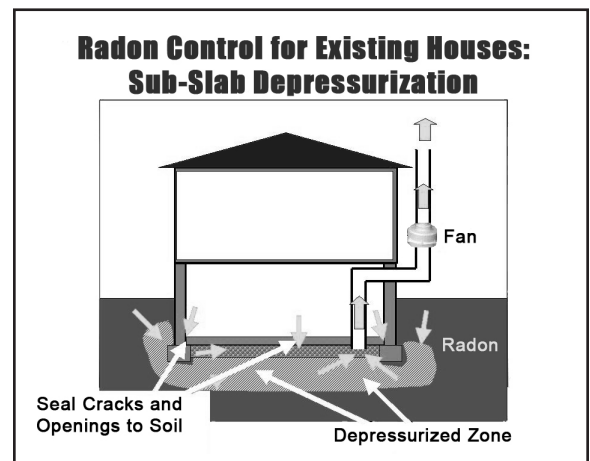 Radon Control for Existing Houses:
Sub-Slab Depressurization
Fan
Radon
Seal Cracks and
Openings to Soil
Depressurized Zone